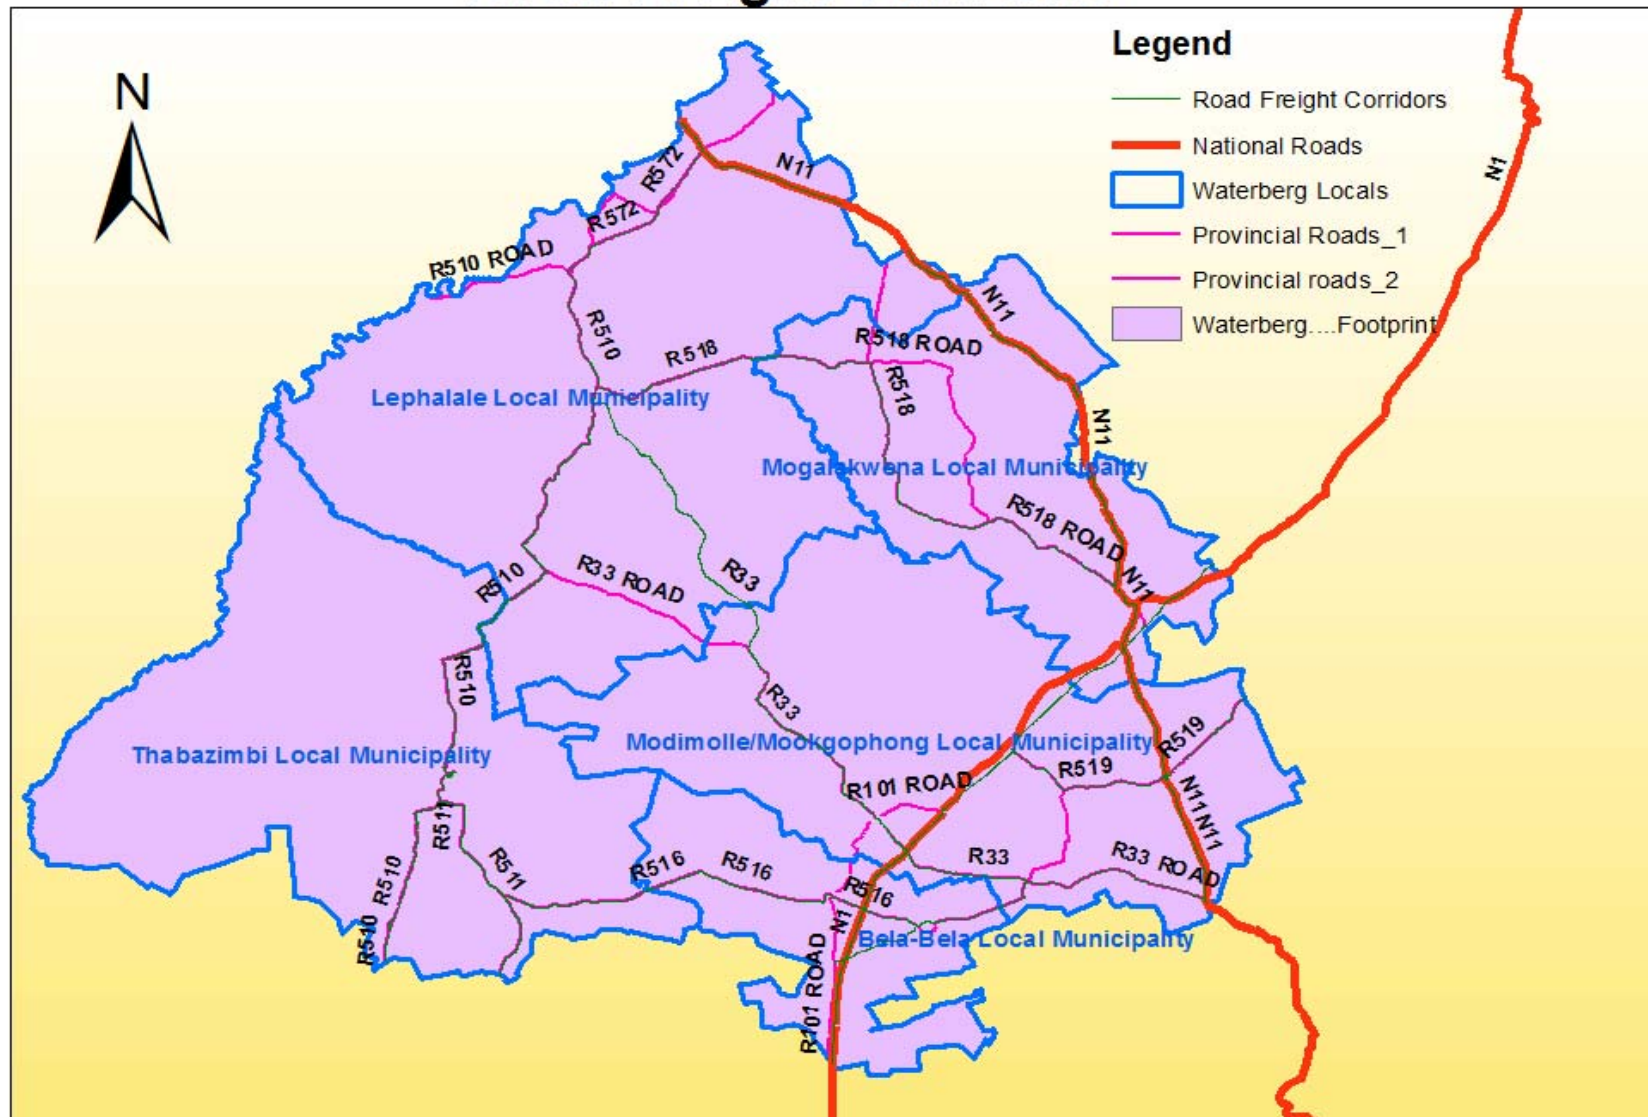 N
Legend
Road Freight Corridors
National Roads
Waterberg Locals
Provincial Roads_1
Provincial roads_2
Waterberg....Footprint
N1
N11
R572
R572
R510 ROAD
N11
R510
R518
R518 ROAD
R518
Lephalale Local Municipality
N11
Mogalakwena Local Municipality
R518 ROAD
R510
R33 ROAD
R33
N11
R510
R33
Thabazimbi Local Municipality
Modimolle/Mookgophong Local Municipality
R519
R519
R101 ROAD
N11
N11
R511
R510
R511
R516
R516
R33
R33 ROAD
R516
N1
R510
Bela-Bela Local Municipality
R101 ROAD